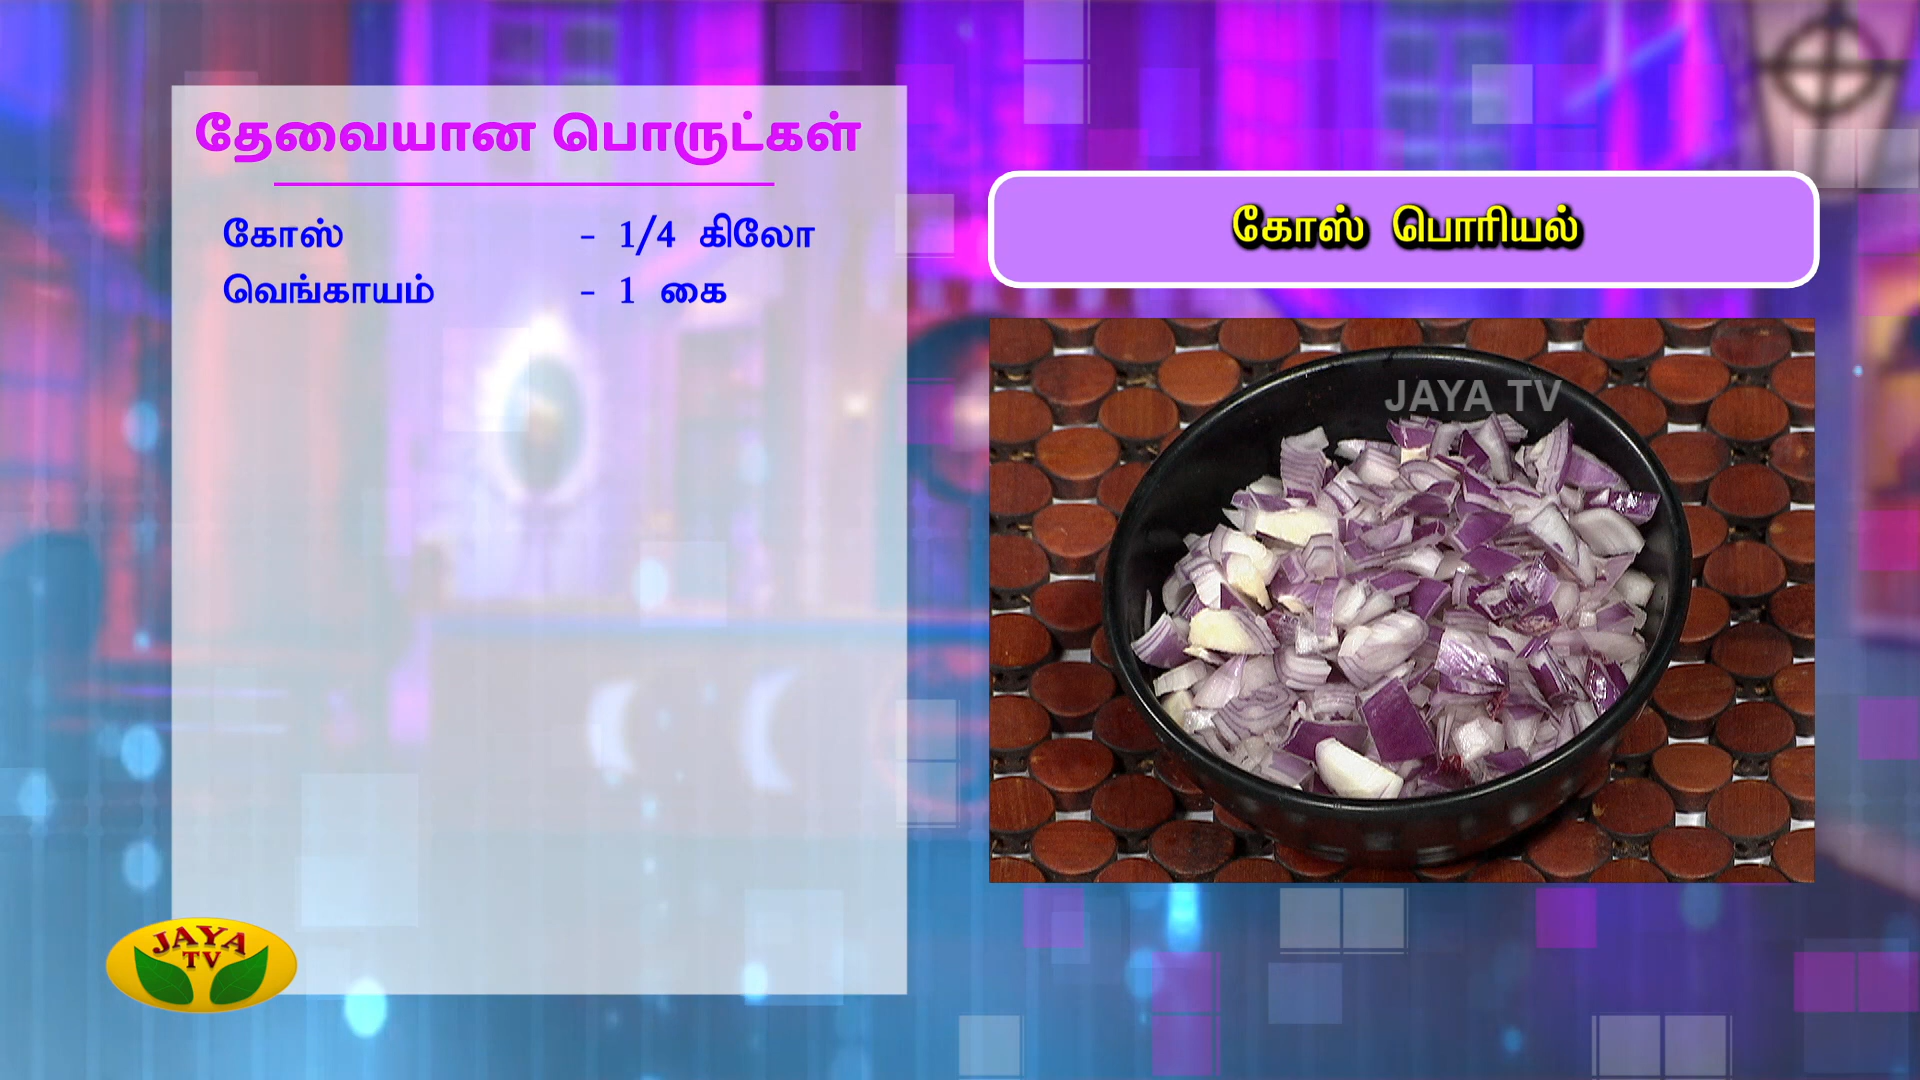 தேவையான பொருட்கள்
கோஸ் - 1/4 கிலோ
வெங்காயம் - 1 கை
கோஸ் பொரியல்
JAYA TV
JAYA
TV